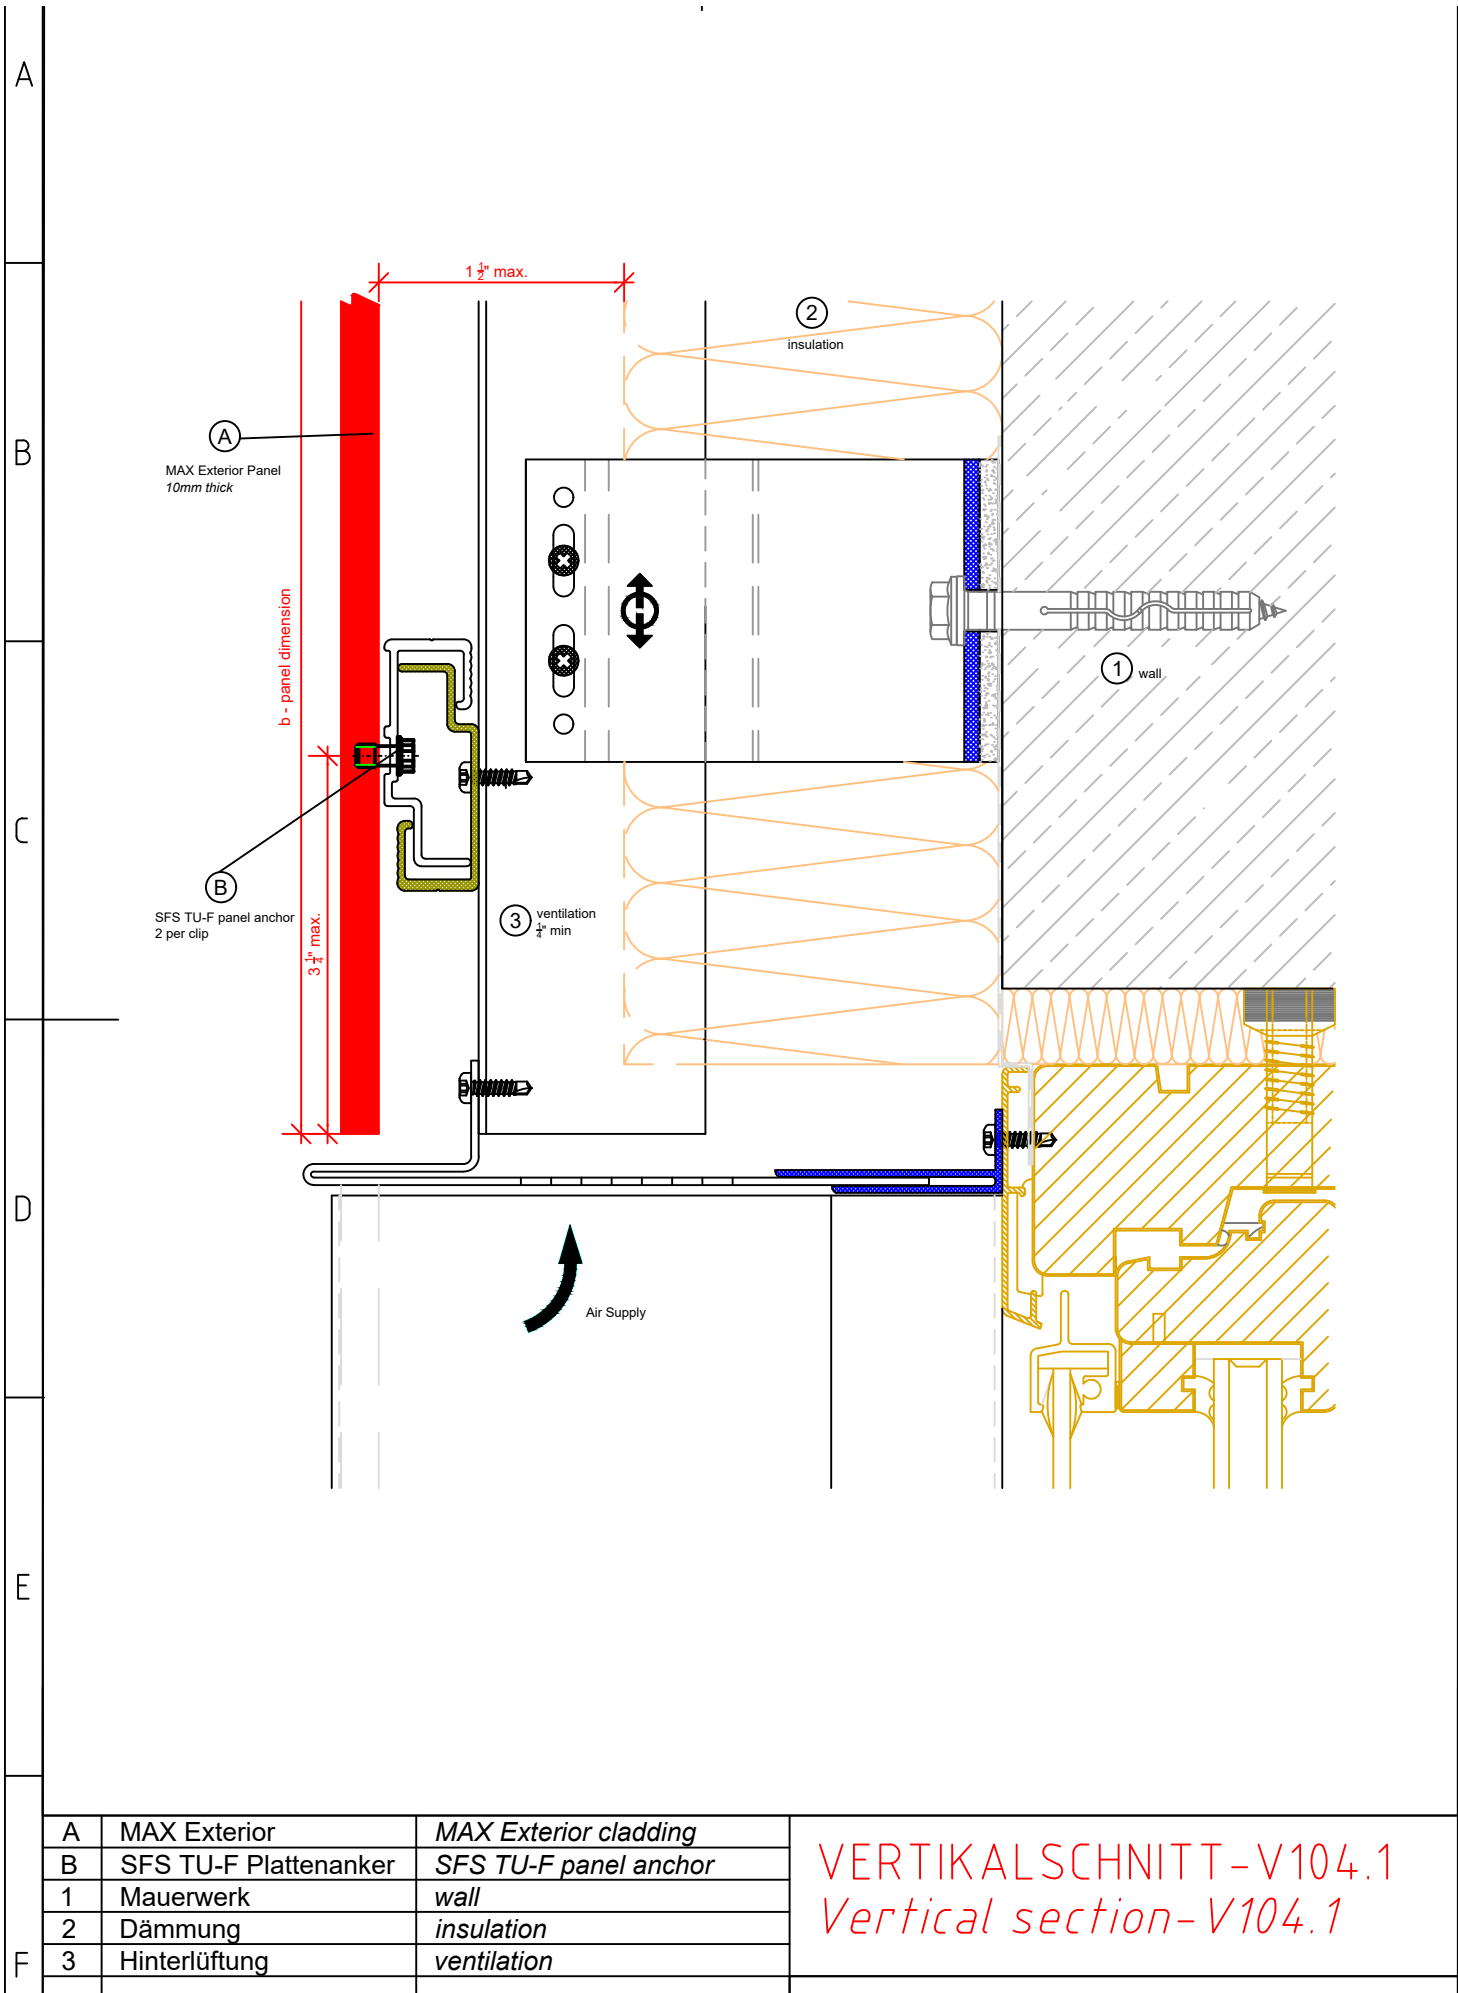 A
B
C
D
E
F
1 1/2" max.
2
insulation
A
MAX Exterior Panel
10mm thick
b - panel dimension
1 wall
B
SFS TU-F panel anchor
2 per clip
3 ventilation
1/4" min
3 1/4" max.
Air Supply
A MAX Exterior MAX Exterior cladding
B SFS TU-F Plattenanker SFS TU-F panel anchor
1 Mauerwerk wall
2 Dämmung insulation
3 Hinterlüftung ventilation
VERTIKALSCHNITT-V104.1
Vertical section-V104.1